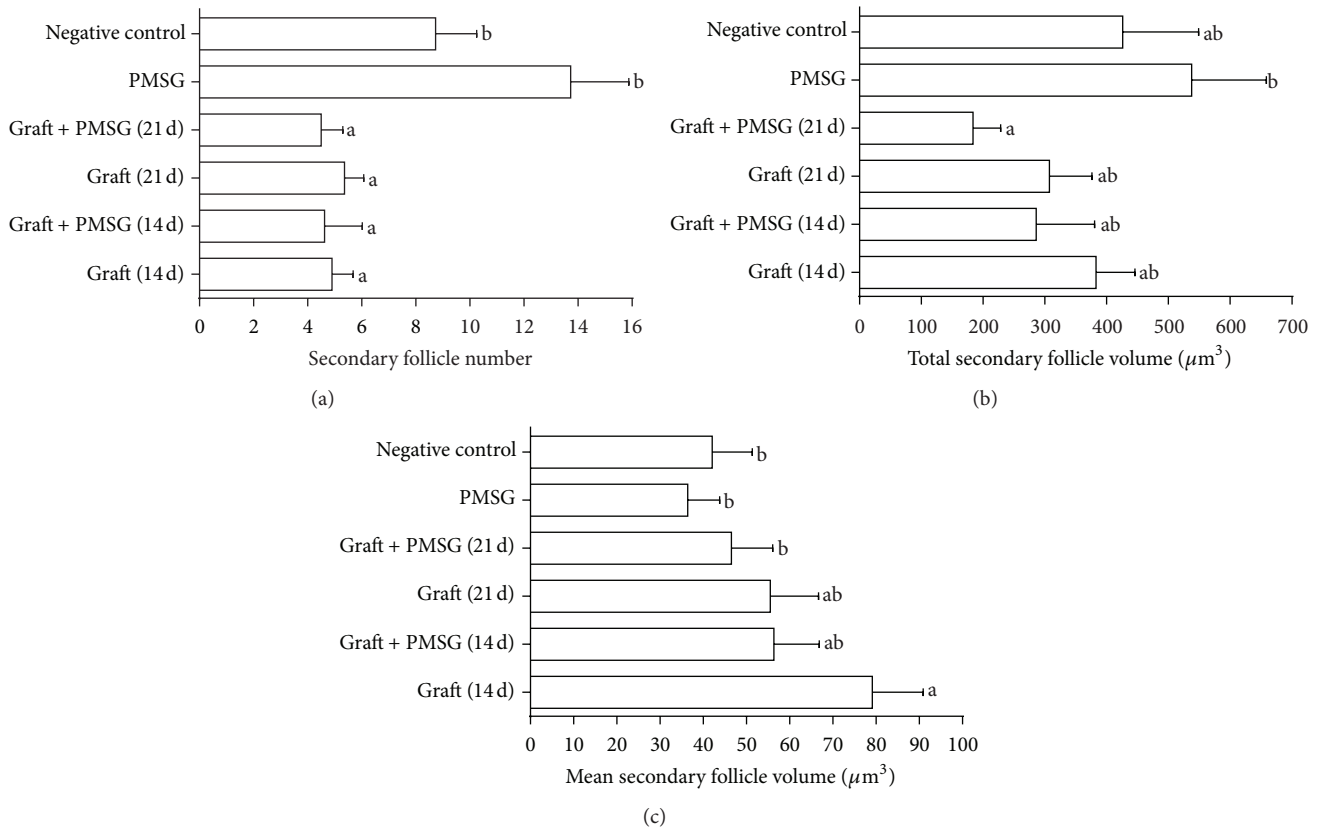 Negative control
b
PMSG
b
Graft + PMSG (21 d)
a
Graft (21 d)
a
Graft + PMSG (14 d)
a
Graft (14 d)
a
0 2 4 6 8 10 12 14 16
Secondary follicle number
(a)
Negative control
ab
PMSG
b
Graft + PMSG (21 d)
a
Graft (21 d)
ab
Graft + PMSG (14 d)
ab
Graft (14 d)
ab
0 100 200 300 400 500 600 700
Total secondary follicle volume (μm³)
(b)
Negative control
b
PMSG
b
Graft + PMSG (21 d)
b
Graft (21 d)
ab
Graft + PMSG (14 d)
ab
Graft (14 d)
a
0 10 20 30 40 50 60 70 80 90 100
Mean secondary follicle volume (μm³)
(c)